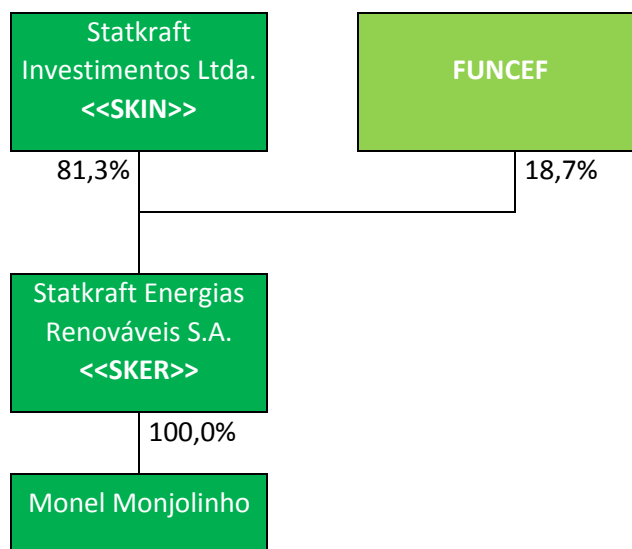 Statkraft
Investimentos Ltda.
<<SKIN>>
FUNCEF
81,3%
18,7%
Statkraft Energias
Renováveis S.A.
<<SKER>>
100,0%
Monel Monjolinho